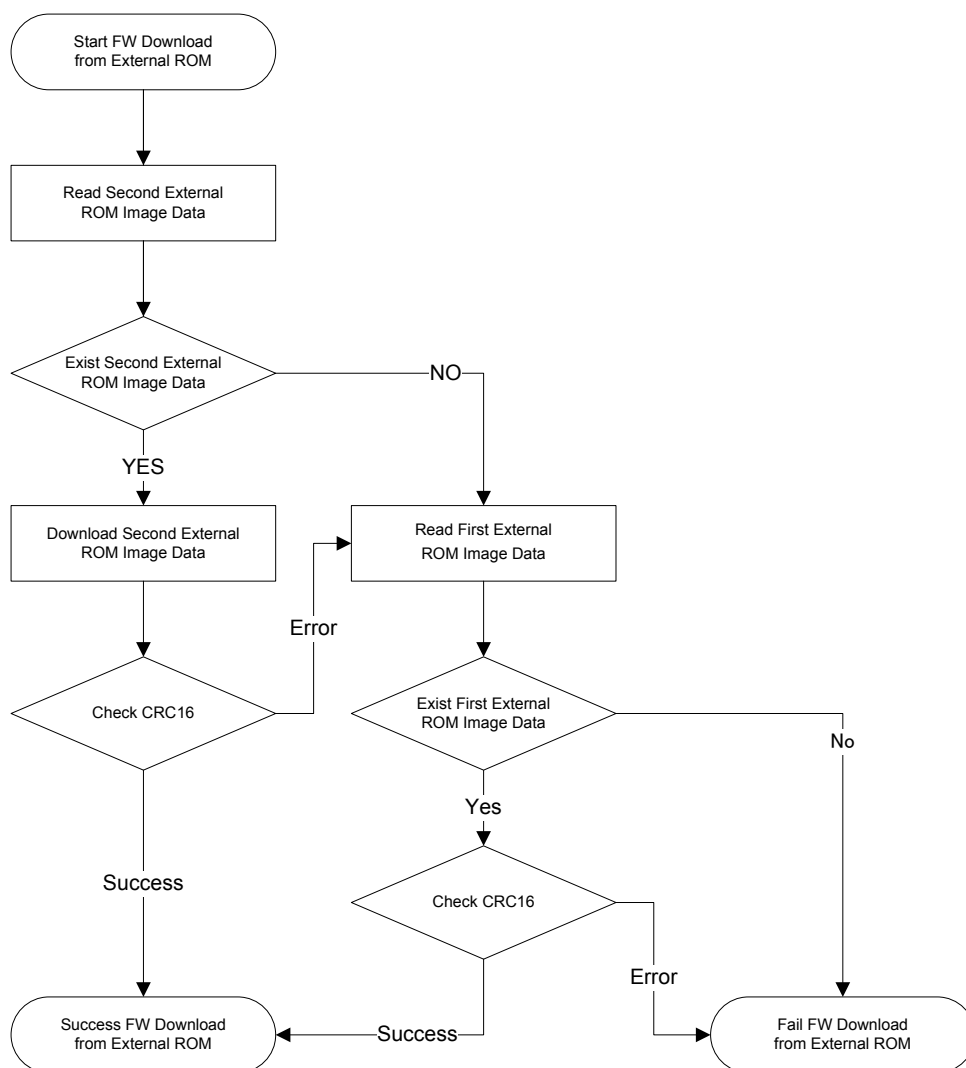 Start FW Download
from External ROM
Read Second External
ROM Image Data
Exist Second External
ROM Image Data
NO
YES
Download Second External
ROM Image Data
Read First External
ROM Image Data
Error
Check CRC16
Exist First External
ROM Image Data
No
Yes
Success
Check CRC16
Error
Success FW Download
from External ROM
Success
Fail FW Download
from External ROM